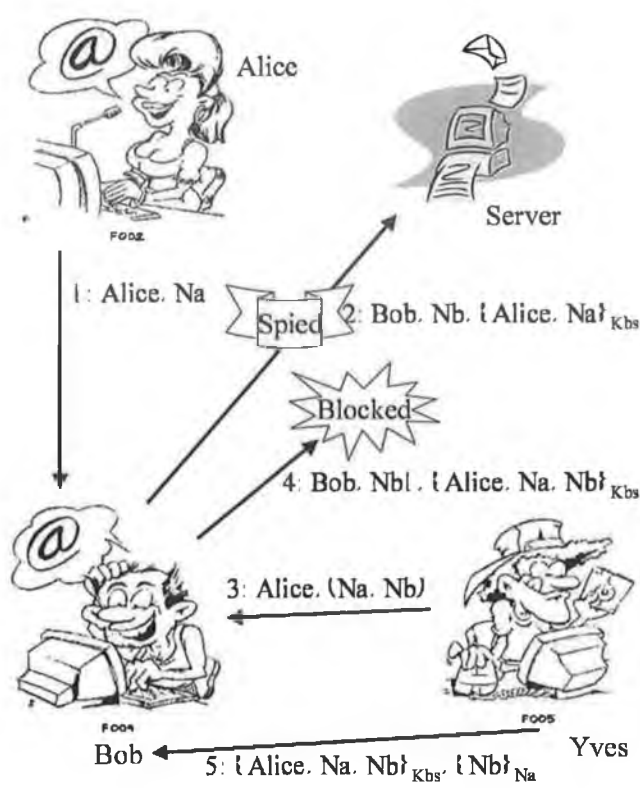 @
Alice
F002
Server
1: Alice. Na
Spied
2: Bob. Nb. {Alice. Na}Kbs
Blocked
4: Bob. Nb1. {Alice. Na. Nb}Kbs
@
3: Alice. (Na. Nb)
F004
F005
Bob
Yves
5: {Alice. Na. Nb}Kbs. {Nb}Na